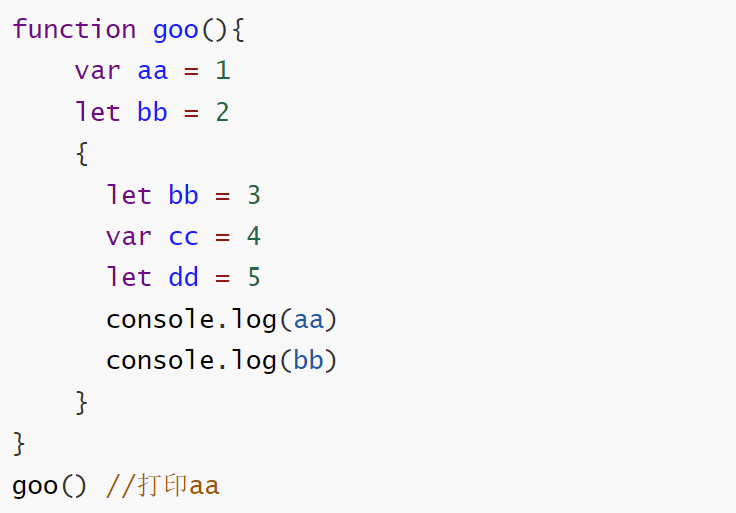 function goo(){
    var aa = 1
    let bb = 2
    {
      let bb = 3
      var cc = 4
      let dd = 5
      console.log(aa)
      console.log(bb)
    }
}
goo() //打印aa